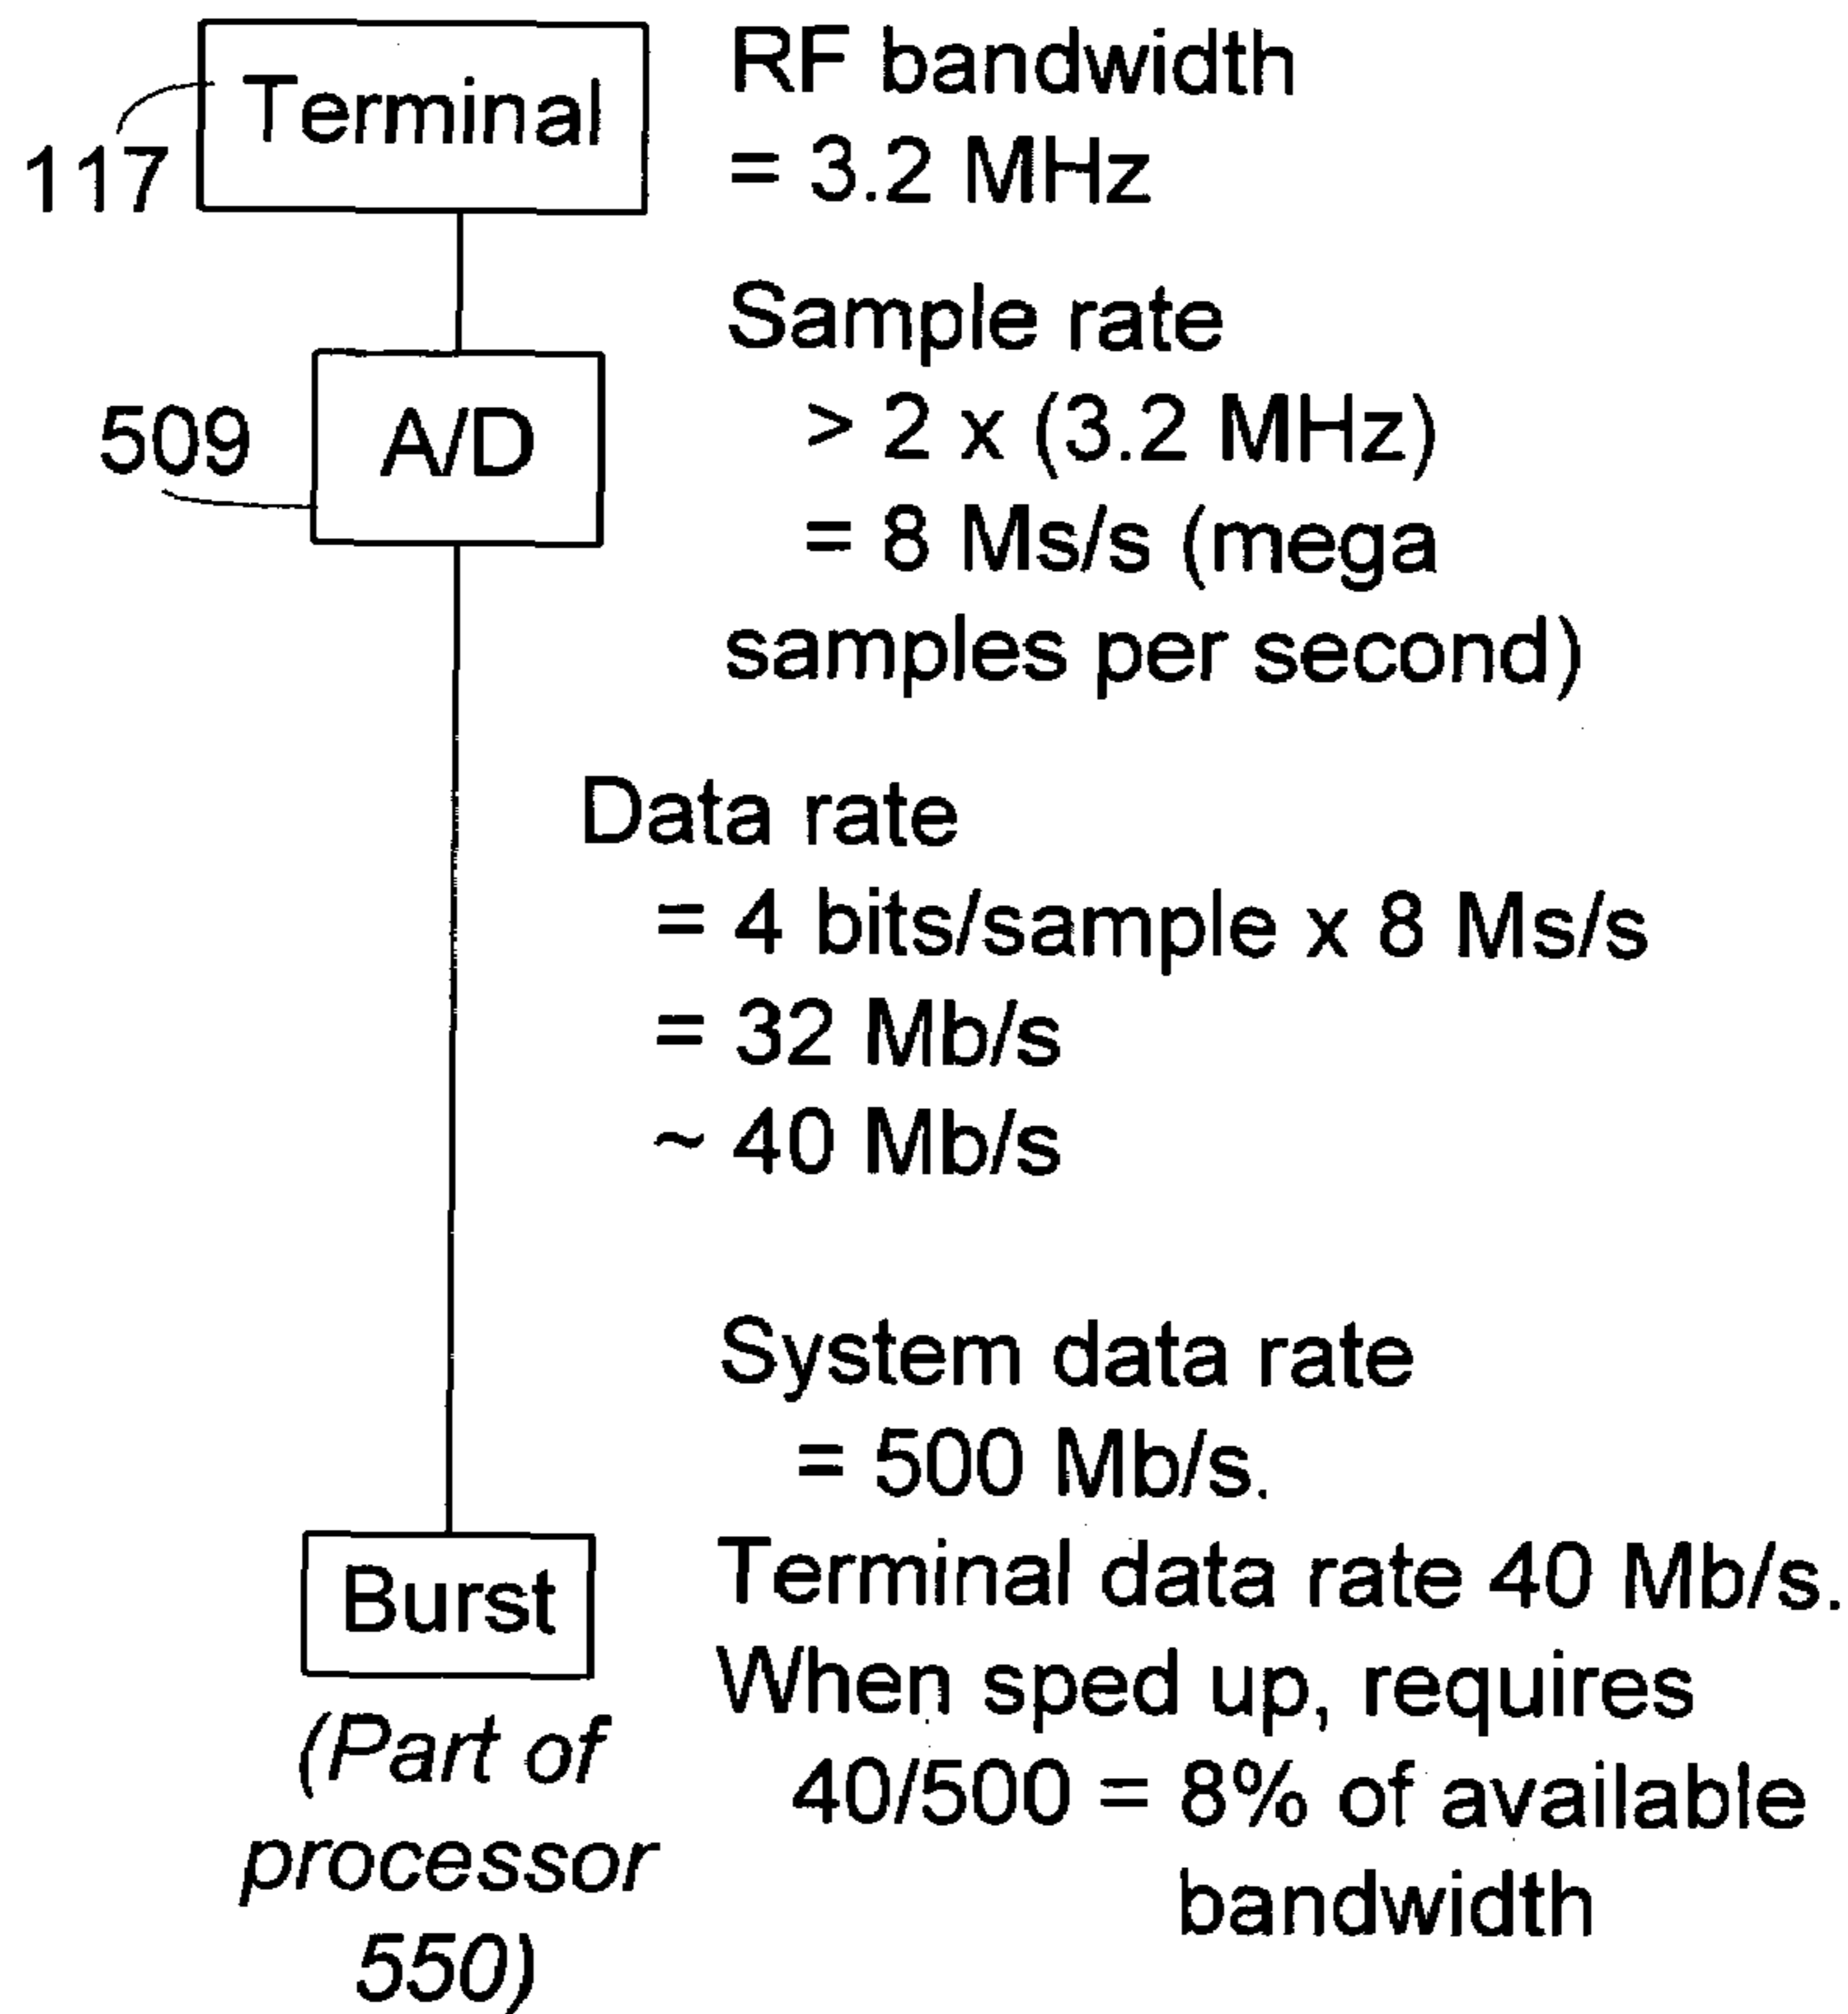 Terminal
117
RF bandwidth
= 3.2 MHz
509
A/D
Sample rate
> 2 x (3.2 MHz)
= 8 Ms/s (mega
samples per second)
Data rate
= 4 bits/sample x 8 Ms/s
= 32 Mb/s
~ 40 Mb/s
Burst
(Part of
processor
550)
System data rate
= 500 Mb/s.
Terminal data rate 40 Mb/s.
When sped up, requires
40/500 = 8% of available
bandwidth